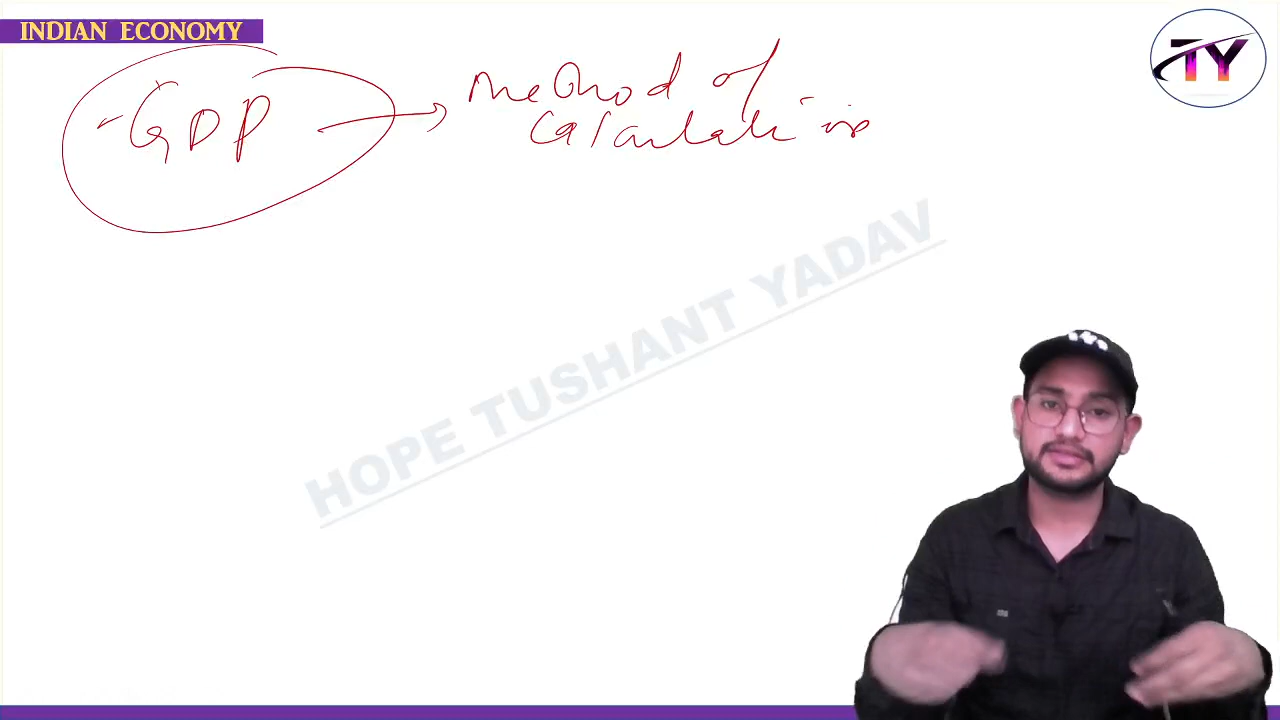 INDIAN ECONOMY
TY
GDP
Method of
Calculation
HOPE TUSHANT YADAV